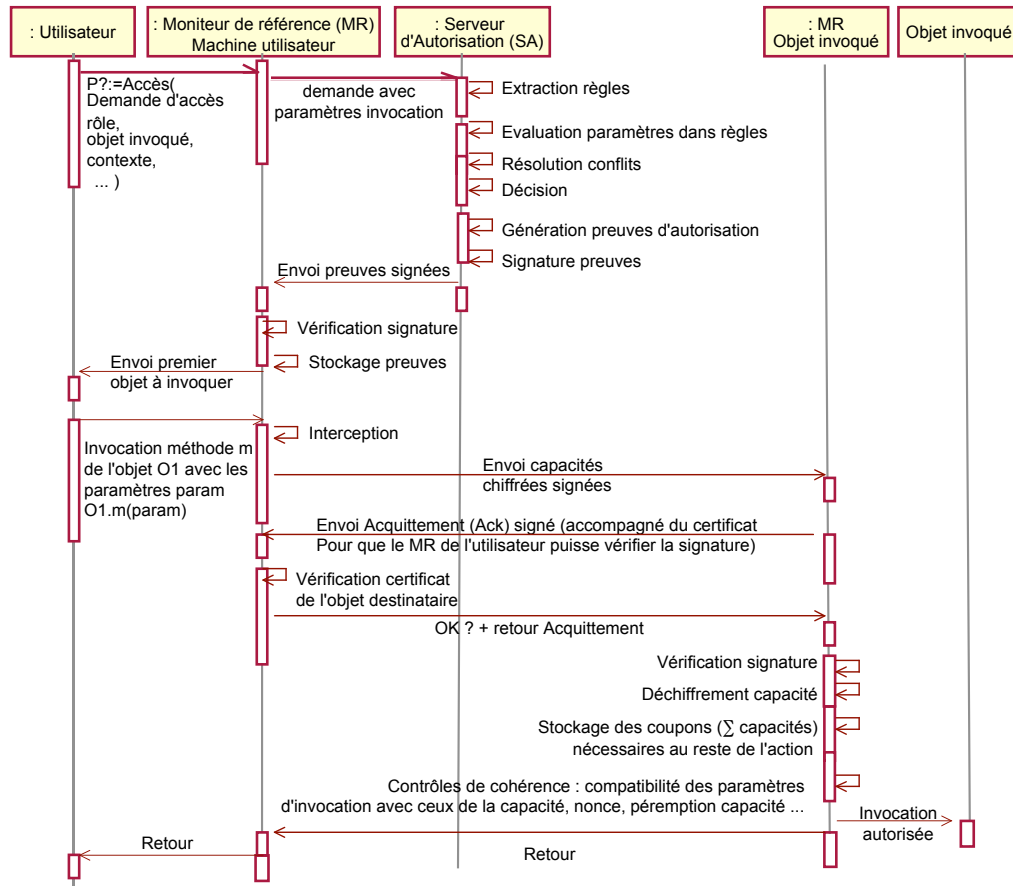 : Utilisateur
: Moniteur de référence (MR)
Machine utilisateur
: Serveur
d'Autorisation (SA)
: MR
Objet invoqué
Objet invoqué
P?:=Accès(
Demande d'accès
rôle,
objet invoqué,
contexte,
... )
demande avec
paramètres invocation
Extraction règles
Evaluation paramètres dans règles
Résolution conflits
Décision
Génération preuves d'autorisation
Signature preuves
Envoi preuves signées
Vérification signature
Stockage preuves
Envoi premier
objet à invoquer
Interception
Invocation méthode m
de l'objet O1 avec les
paramètres param
O1.m(param)
Envoi capacités
chiffrées signées
Envoi Acquittement (Ack) signé (accompagné du certificat
Pour que le MR de l'utilisateur puisse vérifier la signature)
Vérification certificat
de l'objet destinataire
OK ? + retour Acquittement
Vérification signature
Déchiffrement capacité
Stockage des coupons (∑ capacités)
nécessaires au reste de l'action
Contrôles de cohérence : compatibilité des paramètres
d'invocation avec ceux de la capacité, nonce, péremption capacité ...
Invocation
autorisée
Retour
Retour